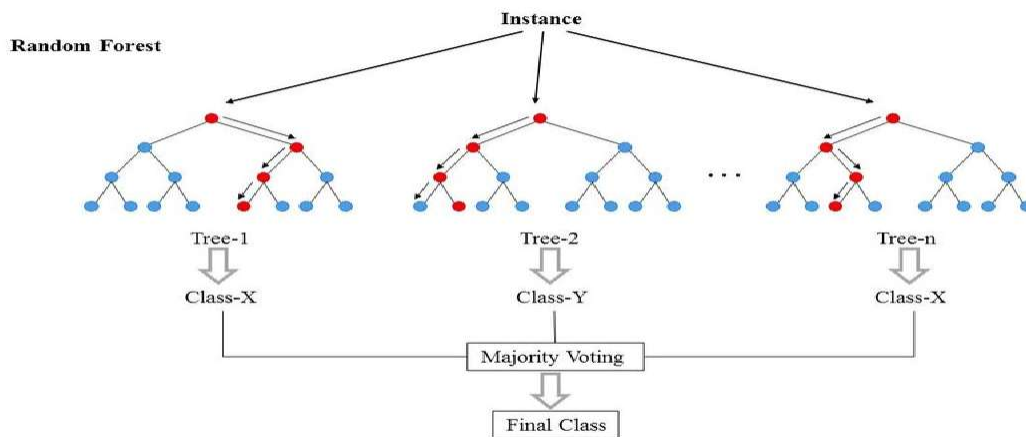 Instance
Random Forest
...
Tree-1
Tree-2
Tree-n
Class-X
Class-Y
Class-X
Majority Voting
Final Class